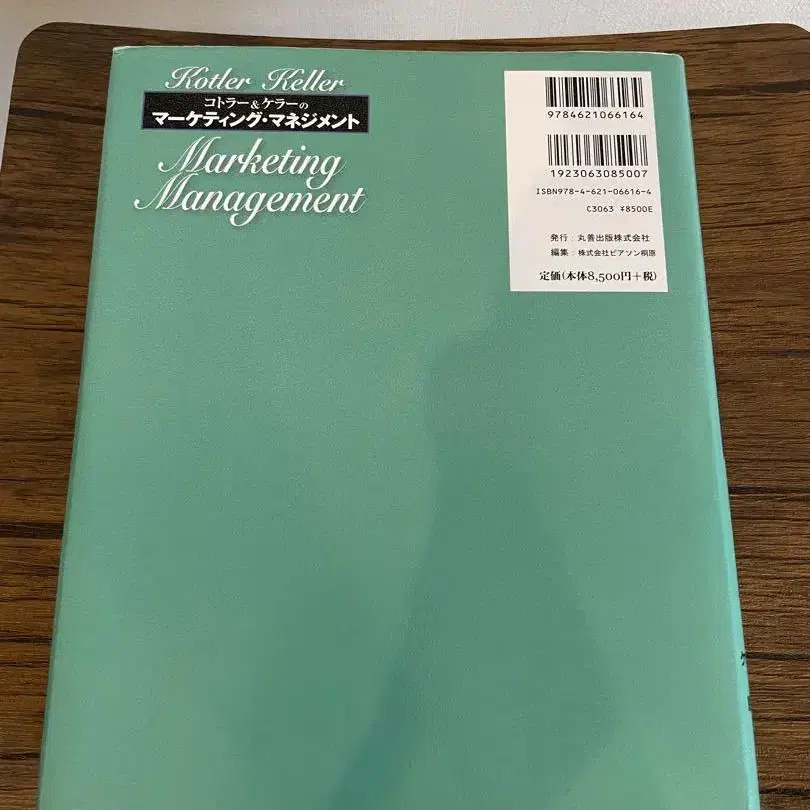 Kotler Keller
コトラー&ケラーの
マーケティング・マネジメント
Marketing
Management
9784621066164
1923063085007
ISBN978-4-621-06616-4
C3063 ¥8500E
発行：丸善出版株式会社
編集：株式会社ピアソン桐原
定価(本体8,500円+税)